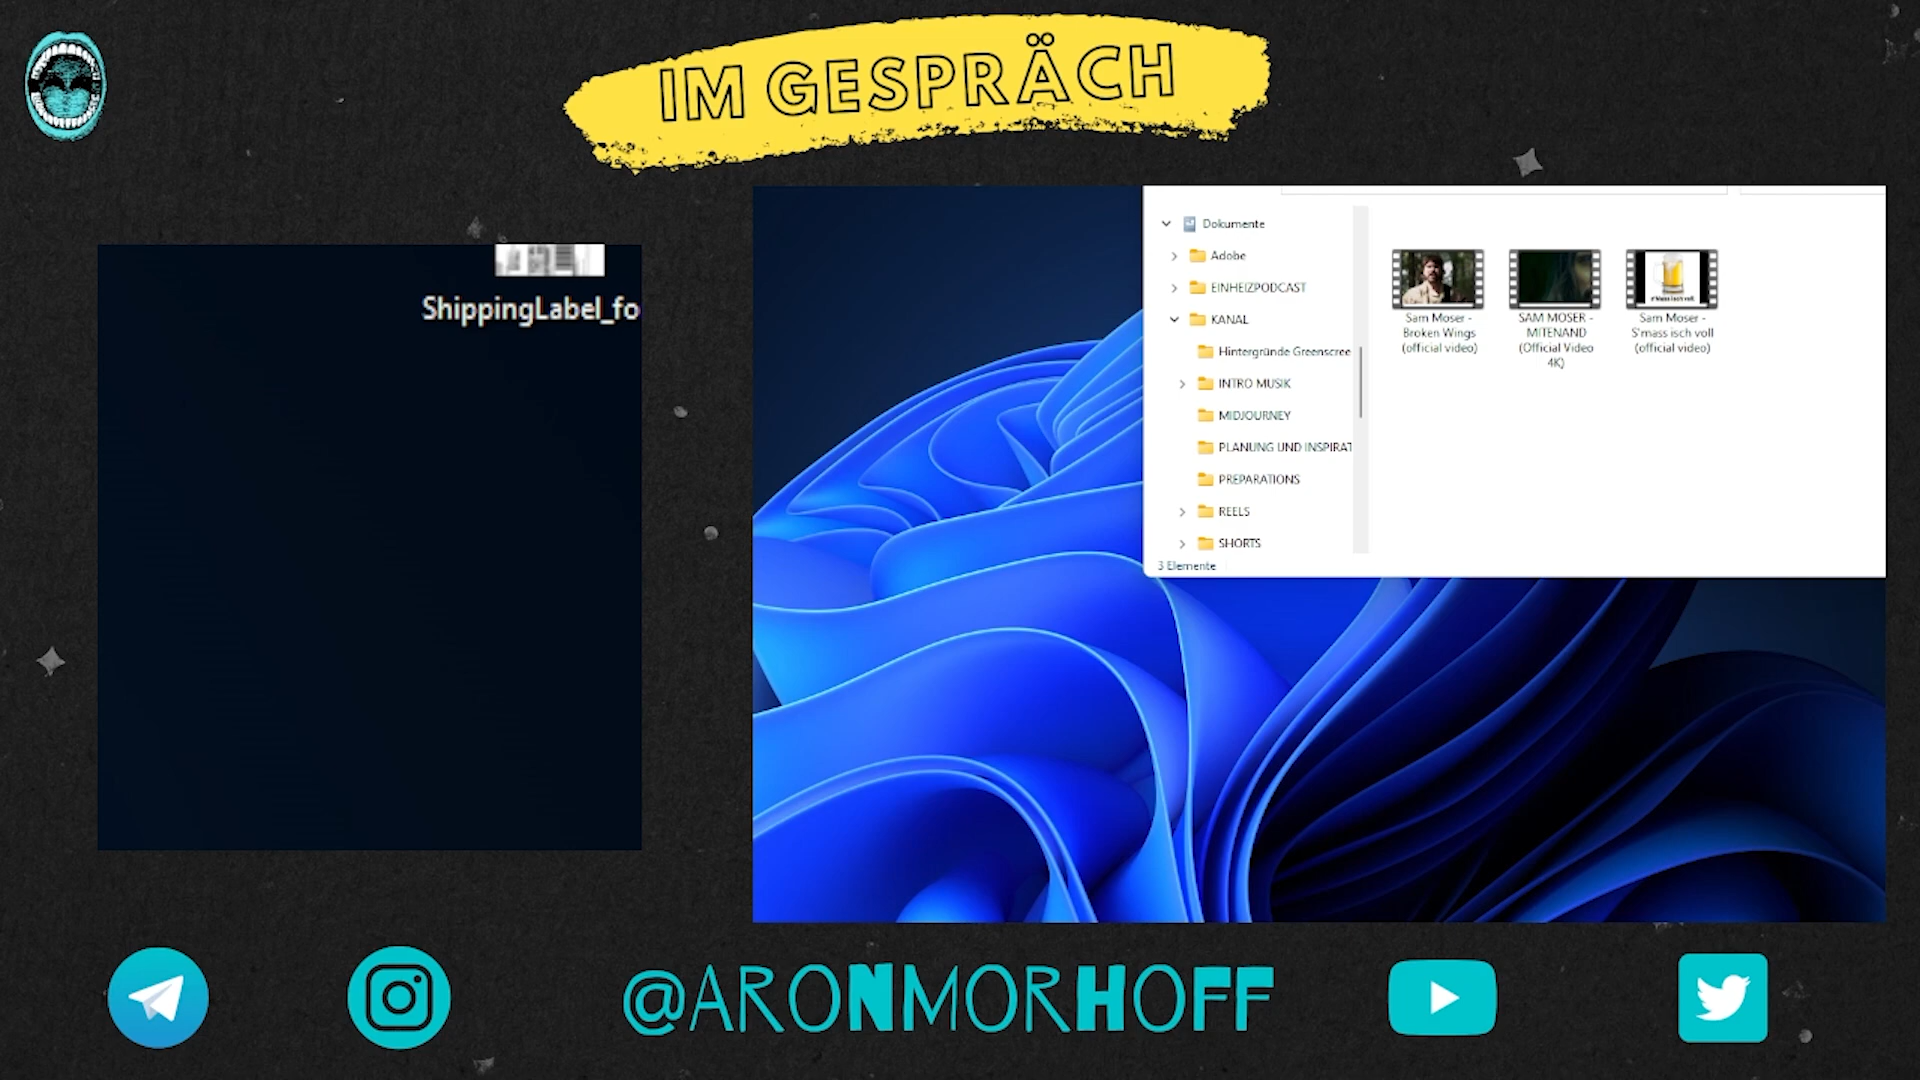 IM GESPRÄCH
ShippingLabel_fo
Dokumente
Adobe
EINHEIZPODCAST
KANAL
Hintergründe Greenscree
INTRO MUSIK
MIDJOURNEY
PLANUNG UND INSPIRAT
PREPARATIONS
REELS
SHORTS
3 Elemente
Sam Moser -
Broken Wings
(official video)
SAM MOSER -
MITENAND
(Official Video
4K)
Sam Moser -
S'mass isch voll
(official video)
@ARONMORHOFF